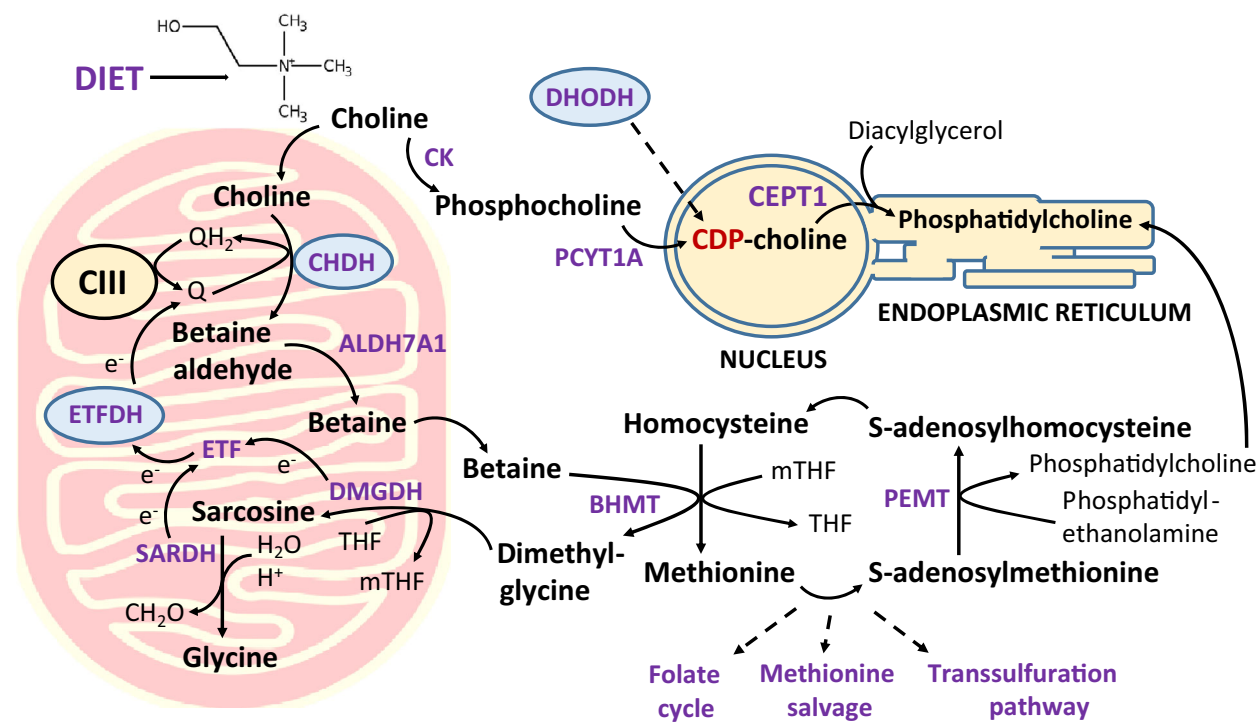 HO
CH3
N+
CH3
CH3
DIET
Choline
CK
Phosphocholine
DHODH
PCYT1A
CEPT1
CDP-choline
Diacylglycerol
Phosphatidylcholine
ENDOPLASMIC RETICULUM
NUCLEUS
Choline
QH2
CIII
Q
CHDH
Betaine
aldehyde
ALDH7A1
e-
ETFDH
Betaine
ETF
e-
e-
DMGDH
e-
Sarcosine
SARDH
H2O
H+
THF
mTHF
CH2O
Glycine
Betaine
BHMT
Dimethyl-
glycine
Homocysteine
mTHF
THF
Methionine
S-adenosylhomocysteine
Phosphatidylcholine
PEMT
Phosphatidyl-
ethanolamine
S-adenosylmethionine
Folate
cycle
Methionine
salvage
Transsulfuration
pathway